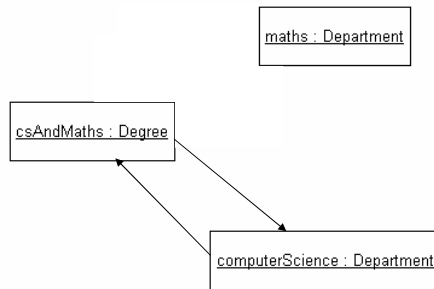 maths : Department
csAndMaths : Degree
computerScience : Department